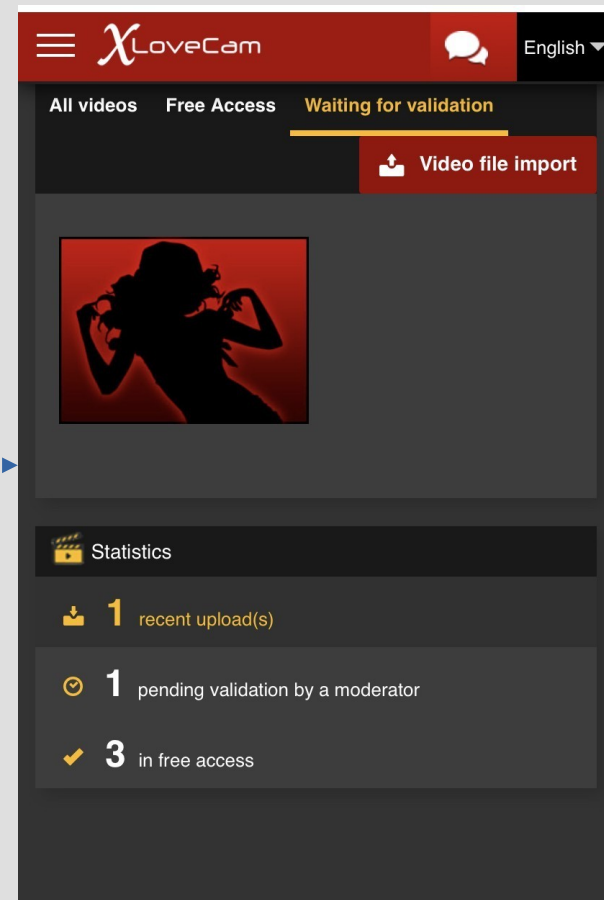 XLoveCam
English
All videos Free Access Waiting for validation
Video file import
Statistics
1 recent upload(s)
1 pending validation by a moderator
3 in free access